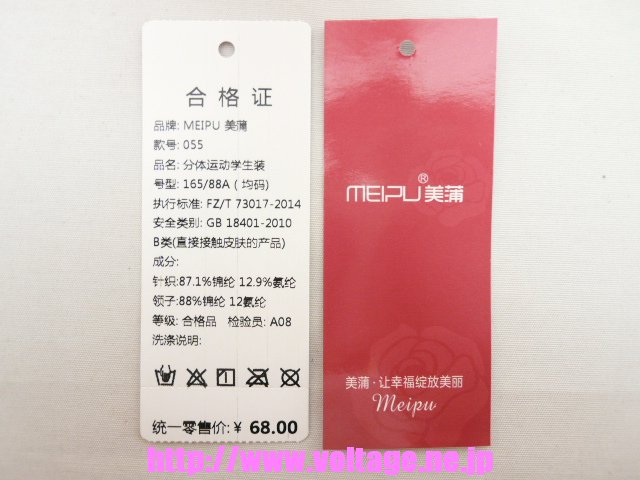 合格证
品牌: MEIPU 美蒲
款号: 055
品名: 分体运动学生装
号型: 165/88A ( 均码)
执行标准: FZ/T 73017-2014
安全类别: GB 18401-2010
B类(直接接触皮肤的产品)
成分:
针织:87.1%锦纶 12.9%氨纶
领子:88%锦纶 12氨纶
等级: 合格品 检验员: A08
洗涤说明:
统一零售价: ¥ 68.00
MEIPU®美蒲
美蒲·让幸福绽放美丽
Meipu
http://www.voltage.ne.jp